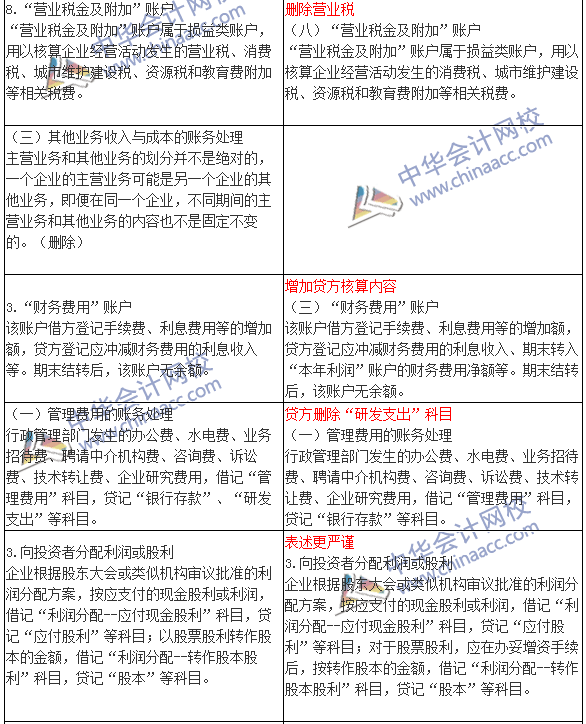 8.“营业税金及附加”账户
“营业税金及附加”账户属于损益类账户，
用以核算企业经营活动发生的营业税、消费
税、城市维护建设税、资源税和教育费附加
等相关税费。
删除营业税
（八）“营业税金及附加”账户
“营业税金及附加”账户属于损益类账户，用以
核算企业经营活动发生的消费税、城市维护建设
税、资源税和教育费附加等相关税费。
（三）其他业务收入与成本的账务处理
主营业务和其他业务的划分并不是绝对的，
一个企业的主营业务可能是另一个企业的其
他业务，即便在同一个企业，不同期间的主
营业务和其他业务的内容也不是固定不变
的。（删除）
3.“财务费用”账户
该账户借方登记手续费、利息费用等的增加
额，贷方登记应冲减财务费用的利息收入
等。期末结转后，该账户无余额。
增加贷方核算内容
（三）“财务费用”账户
该账户借方登记手续费、利息费用等的增加额，
贷方登记应冲减财务费用的利息收入、期末转入
“本年利润”账户的财务费用净额等。期末结转
后，该账户无余额。
（一）管理费用的账务处理
行政管理部门发生的办公费、水电费、业务
招待费、聘请中介机构费、咨询费、诉讼
费、技术转让费、企业研究费用，借记“管
理费用”科目，贷记“银行存款”、“研发
支出”等科目。
贷方删除“研发支出”科目
（一）管理费用的账务处理
行政管理部门发生的办公费、水电费、业务招待
费、聘请中介机构费、咨询费、诉讼费、技术转
让费、企业研究费用，借记“管理费用”科目，
贷记“银行存款”等科目。
3.向投资者分配利润或股利
企业根据股东大会或类似机构审议批准的利
润分配方案，按应支付的现金股利或利润，
借记“利润分配--应付现金股利”科目，贷
记“应付股利”等科目；以股票股利转作股
本的金额，借记“利润分配--转作股本股
利”科目，贷记“股本”等科目。
表述更严谨
3.向投资者分配利润或股利
企业根据股东大会或类似机构审议批准的利润分
配方案，按应支付的现金股利或利润，借记“利
润分配--应付现金股利”科目，贷记“应付股
利”等科目；对于股票股利，应在办妥增资手续
后，按转作股本的金额，借记“利润分配--转作
股本股利”科目，贷记“股本”等科目。
中华会计网校
www.chinaacc.com
中华会计网校
www.chinaacc.com
中华会计网校
www.chinaacc.com
中华会计网校
www.chinaacc.com